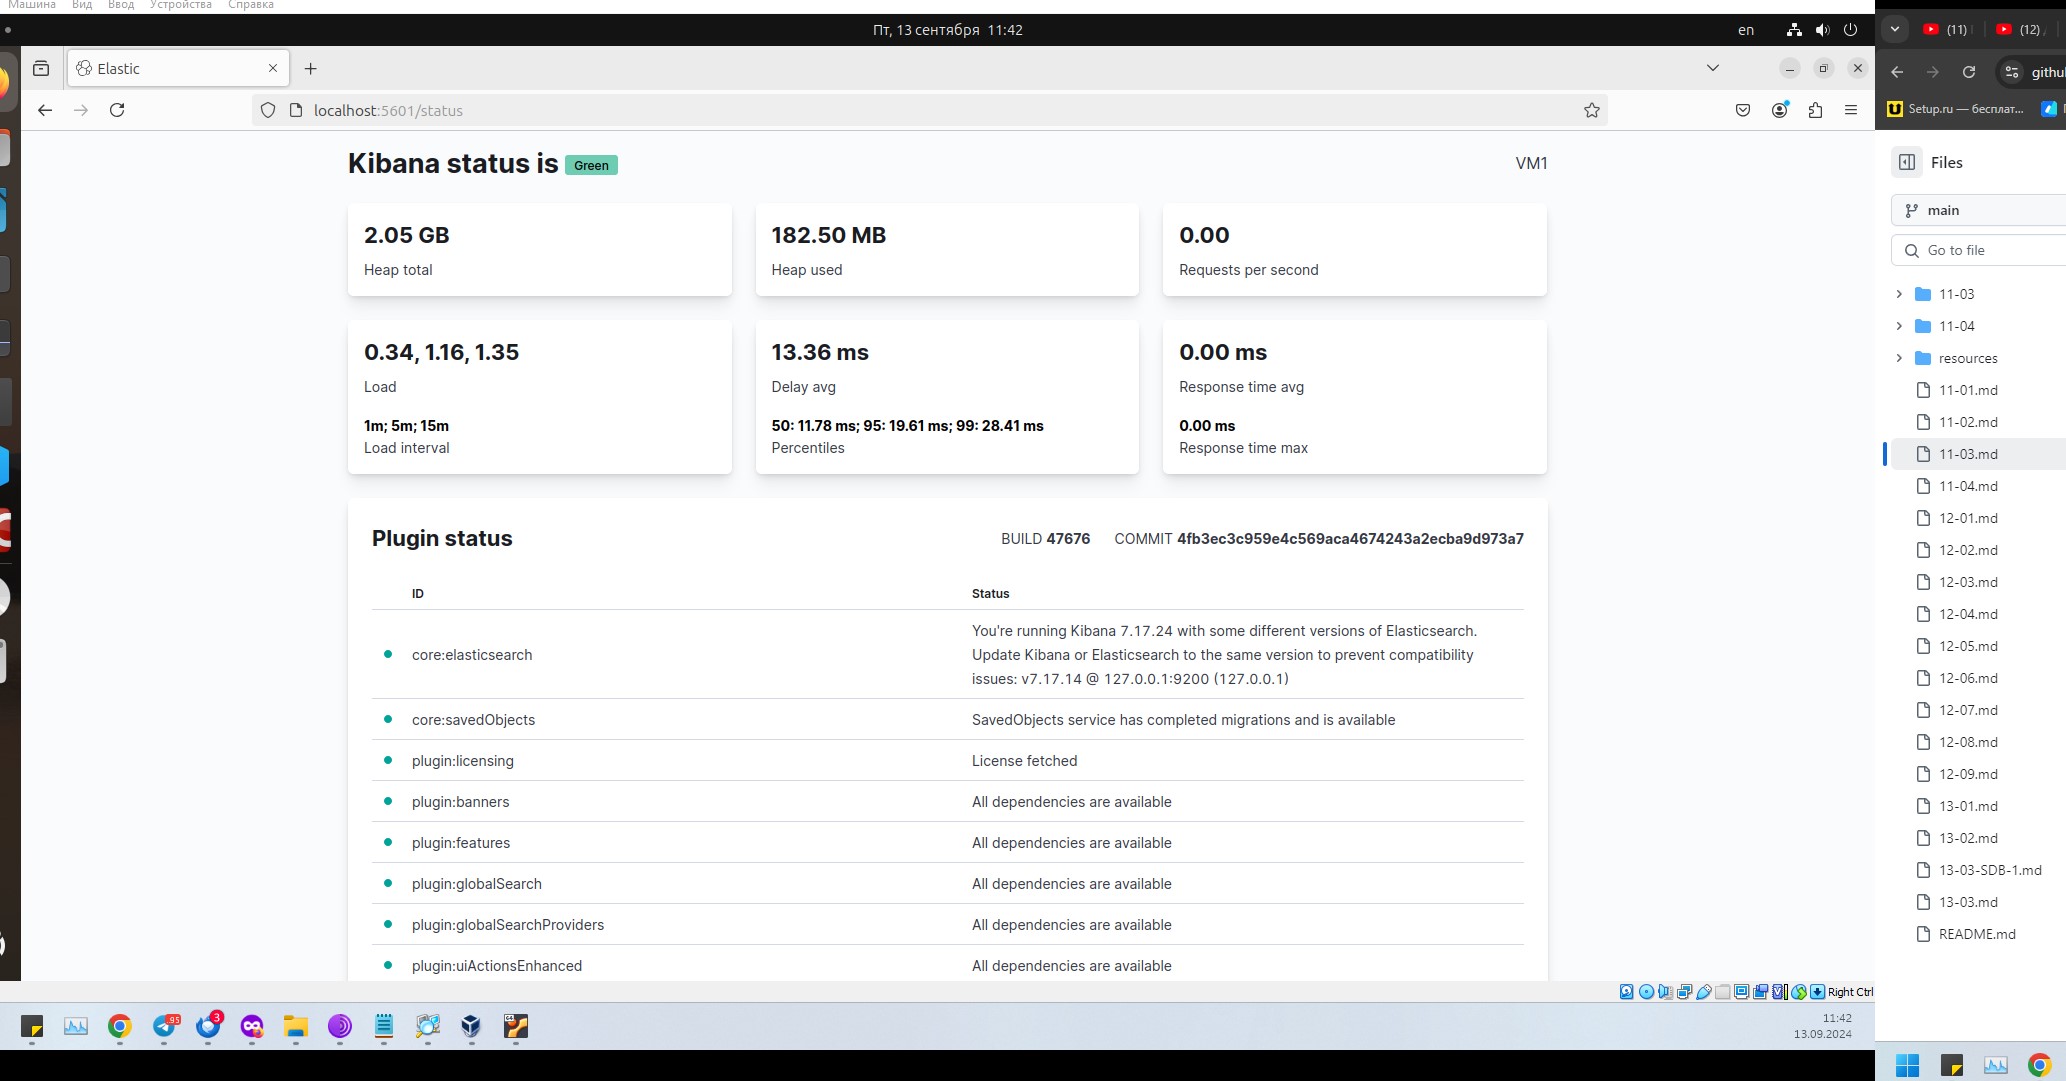 Машина Вид Ввод Устройства Справка
Пт, 13 сентября 11:42
en
Elastic
localhost:5601/status
Kibana status is Green
VM1
2.05 GB
Heap total
182.50 MB
Heap used
0.00
Requests per second
0.34, 1.16, 1.35
Load
1m; 5m; 15m
Load interval
13.36 ms
Delay avg
50: 11.78 ms; 95: 19.61 ms; 99: 28.41 ms
Percentiles
0.00 ms
Response time avg
0.00 ms
Response time max
Plugin status
BUILD 47676 COMMIT 4fb3ec3c959e4c569aca4674243a2ecba9d973a7
ID Status
core:elasticsearch
You're running Kibana 7.17.24 with some different versions of Elasticsearch.
Update Kibana or Elasticsearch to the same version to prevent compatibility
issues: v7.17.14 @ 127.0.0.1:9200 (127.0.0.1)
core:savedObjects SavedObjects service has completed migrations and is available
plugin:licensing License fetched
plugin:banners All dependencies are available
plugin:features All dependencies are available
plugin:globalSearch All dependencies are available
plugin:globalSearchProviders All dependencies are available
plugin:uiActionsEnhanced All dependencies are available
Right Ctrl
95
3
64
11:42
13.09.2024
(11)
(12)
githu
Setup.ru — бесплат...
Files
main
Go to file
11-03
11-04
resources
11-01.md
11-02.md
11-03.md
11-04.md
12-01.md
12-02.md
12-03.md
12-04.md
12-05.md
12-06.md
12-07.md
12-08.md
12-09.md
13-01.md
13-02.md
13-03-SDB-1.md
13-03.md
README.md